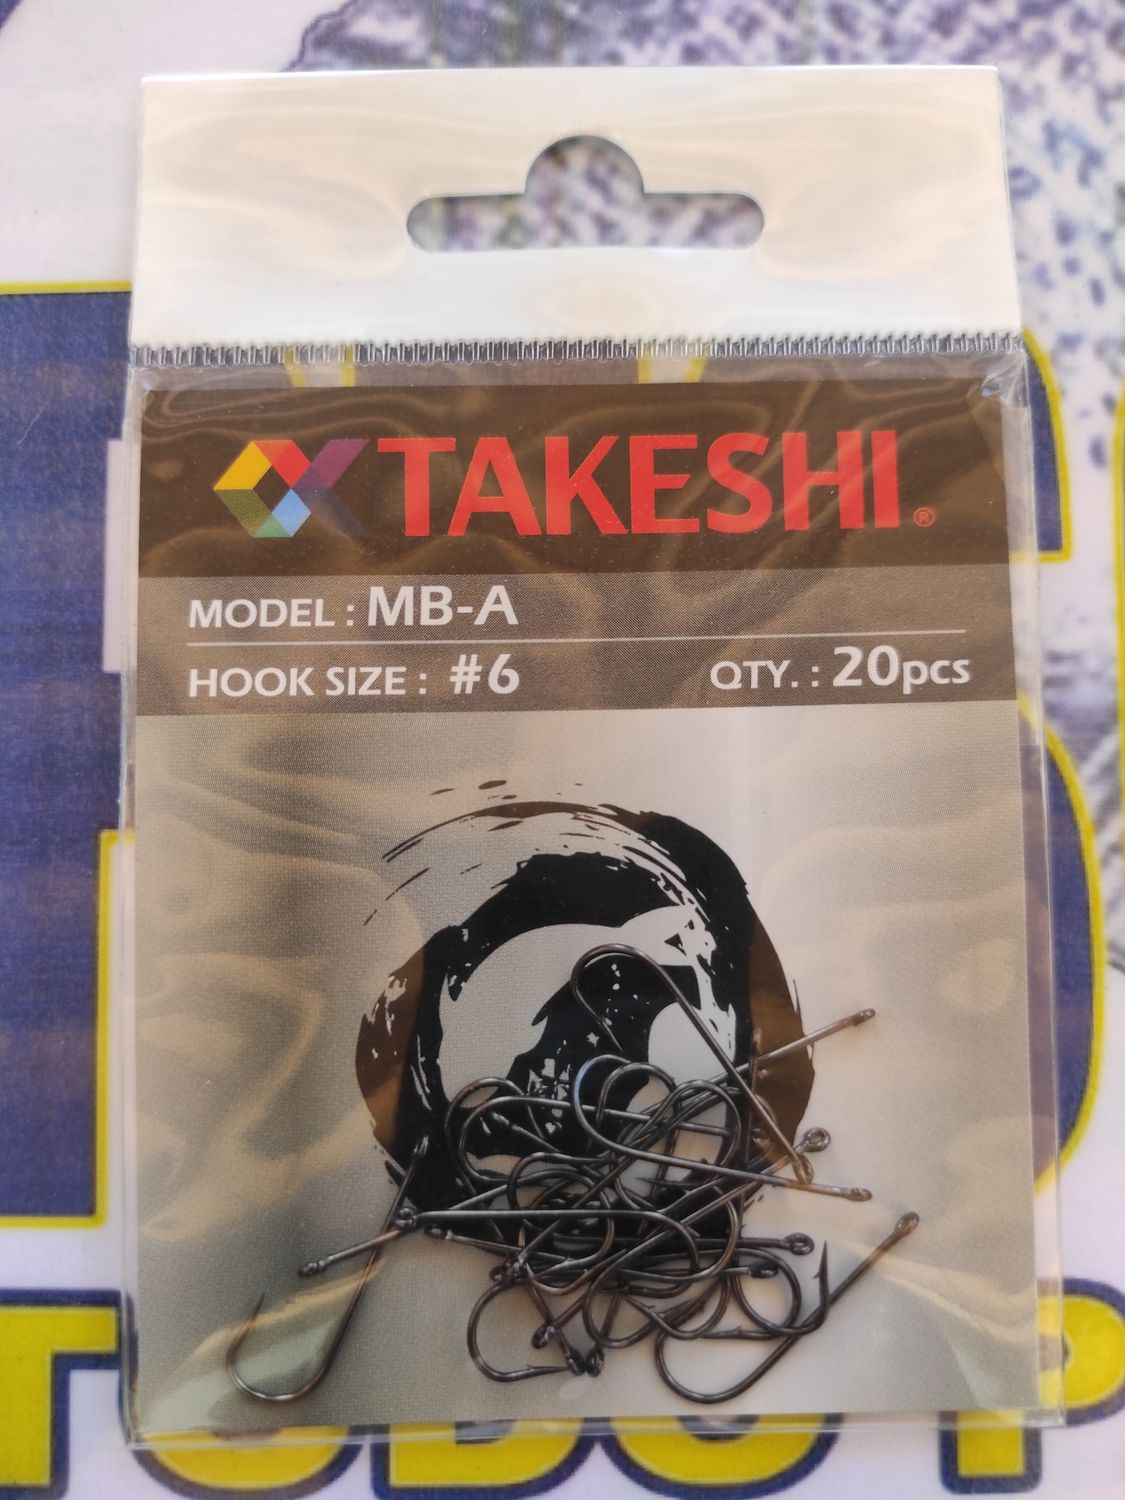 TAKESHI®
MODEL : MB-A
HOOK SIZE : #6 QTY. : 20pcs